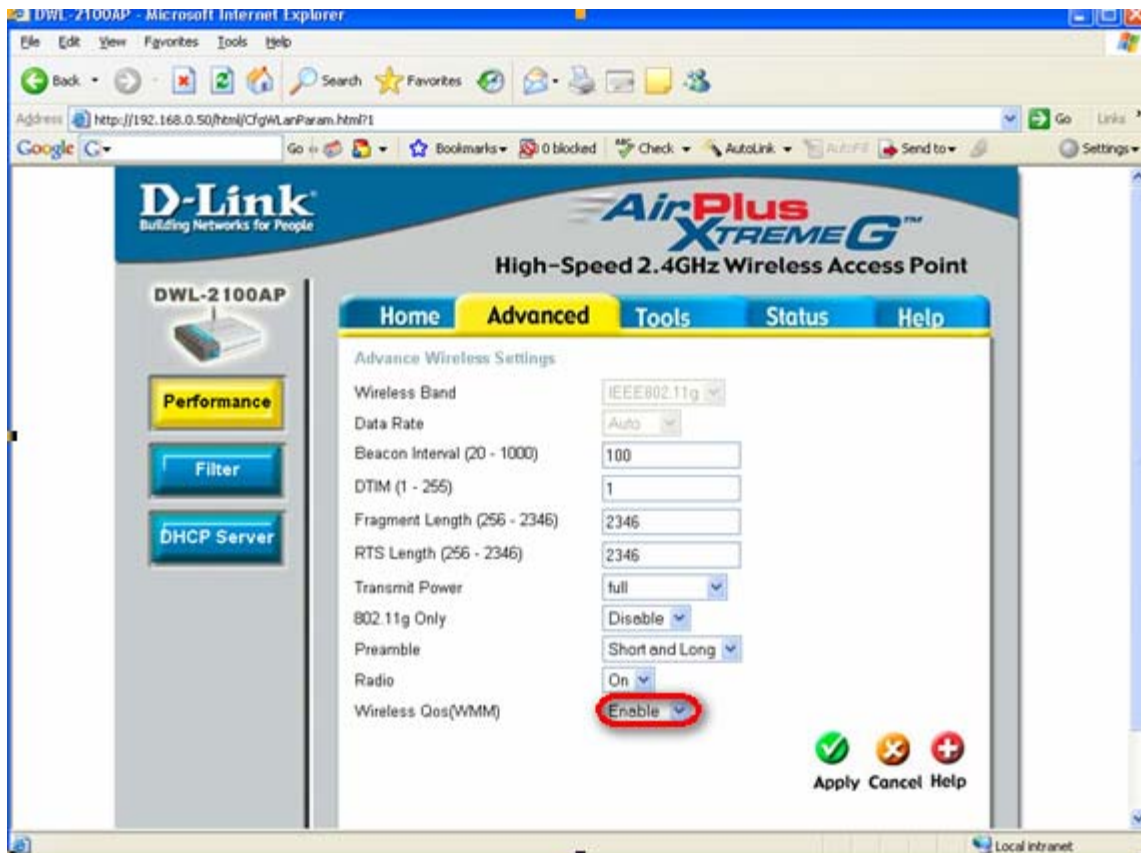 DWL-2100AP - Microsoft Internet Explorer
File Edit View Favorites Tools Help
Back Search Favorites
Address http://192.168.0.50/html/CfgWLanParam.html?1 Go Links
Google G Go Bookmarks 0 blocked Check AutoLink AutoFill Send to Settings
D-Link
Building Networks for People
AirPlus
XTREME G™
High-Speed 2.4GHz Wireless Access Point
DWL-2100AP
Home Advanced Tools Status Help
Performance
Filter
DHCP Server
Advance Wireless Settings
Wireless Band IEEE802.11g
Data Rate Auto
Beacon Interval (20 - 1000) 100
DTIM (1 - 255) 1
Fragment Length (256 - 2346) 2346
RTS Length (256 - 2346) 2346
Transmit Power full
802.11g Only Disable
Preamble Short and Long
Radio On
Wireless Qos(WMM) Enable
Apply Cancel Help
Local intranet